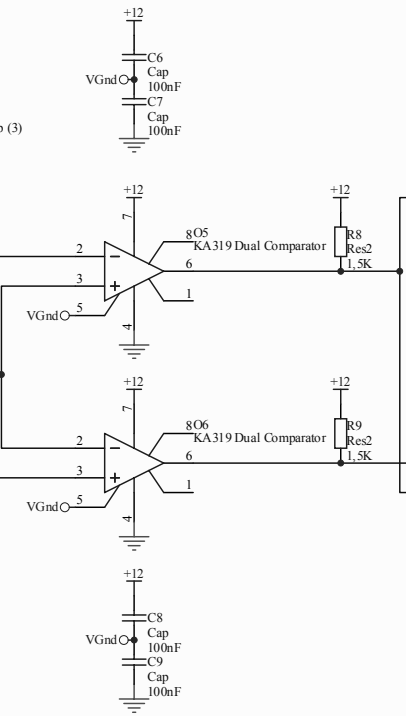 +12
C6
Cap
100nF
VGnd
C7
Cap
100nF
(3)
+12
7
8 O5
KA319 Dual Comparator
2
3
6
1
VGnd 5
4
+12
R8
Res2
1,5K
+12
7
8 O6
KA319 Dual Comparator
2
3
6
1
VGnd 5
4
+12
R9
Res2
1,5K
+12
C8
Cap
100nF
VGnd
C9
Cap
100nF